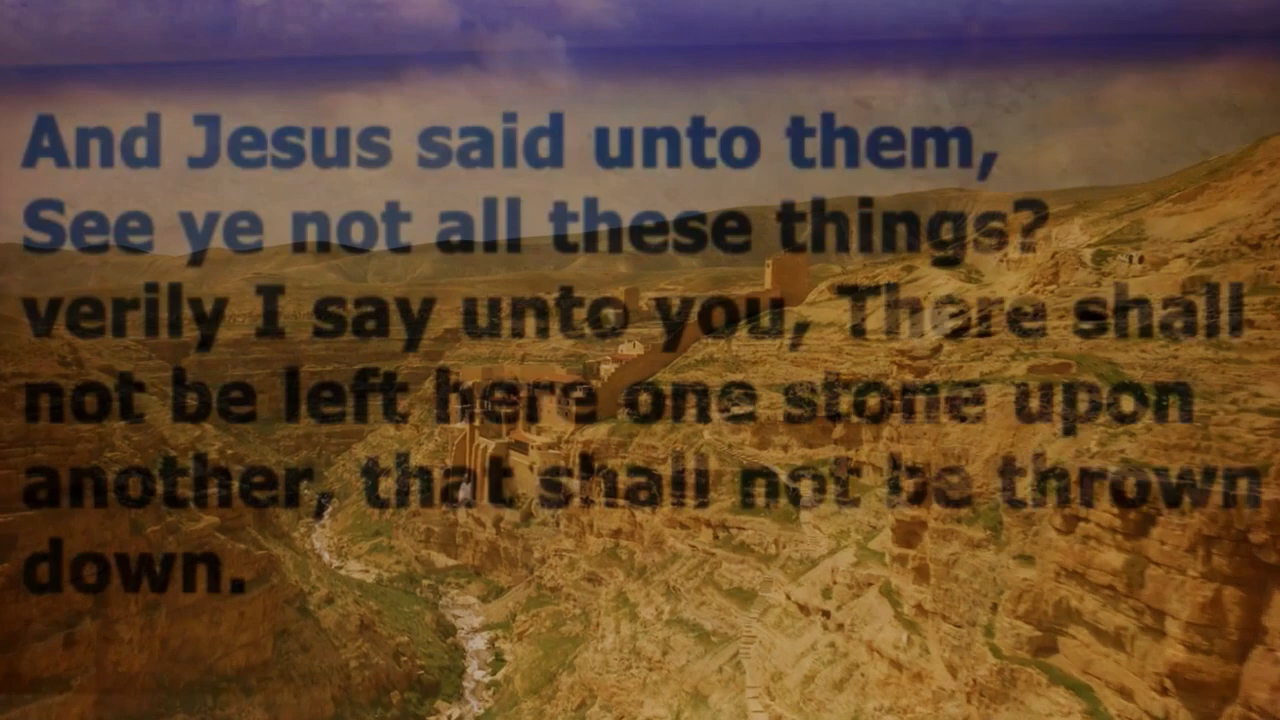 And Jesus said unto them,
See ye not all these things?
verily I say unto you, There shall
not be left here one stone upon
another, that shall not be thrown
down.